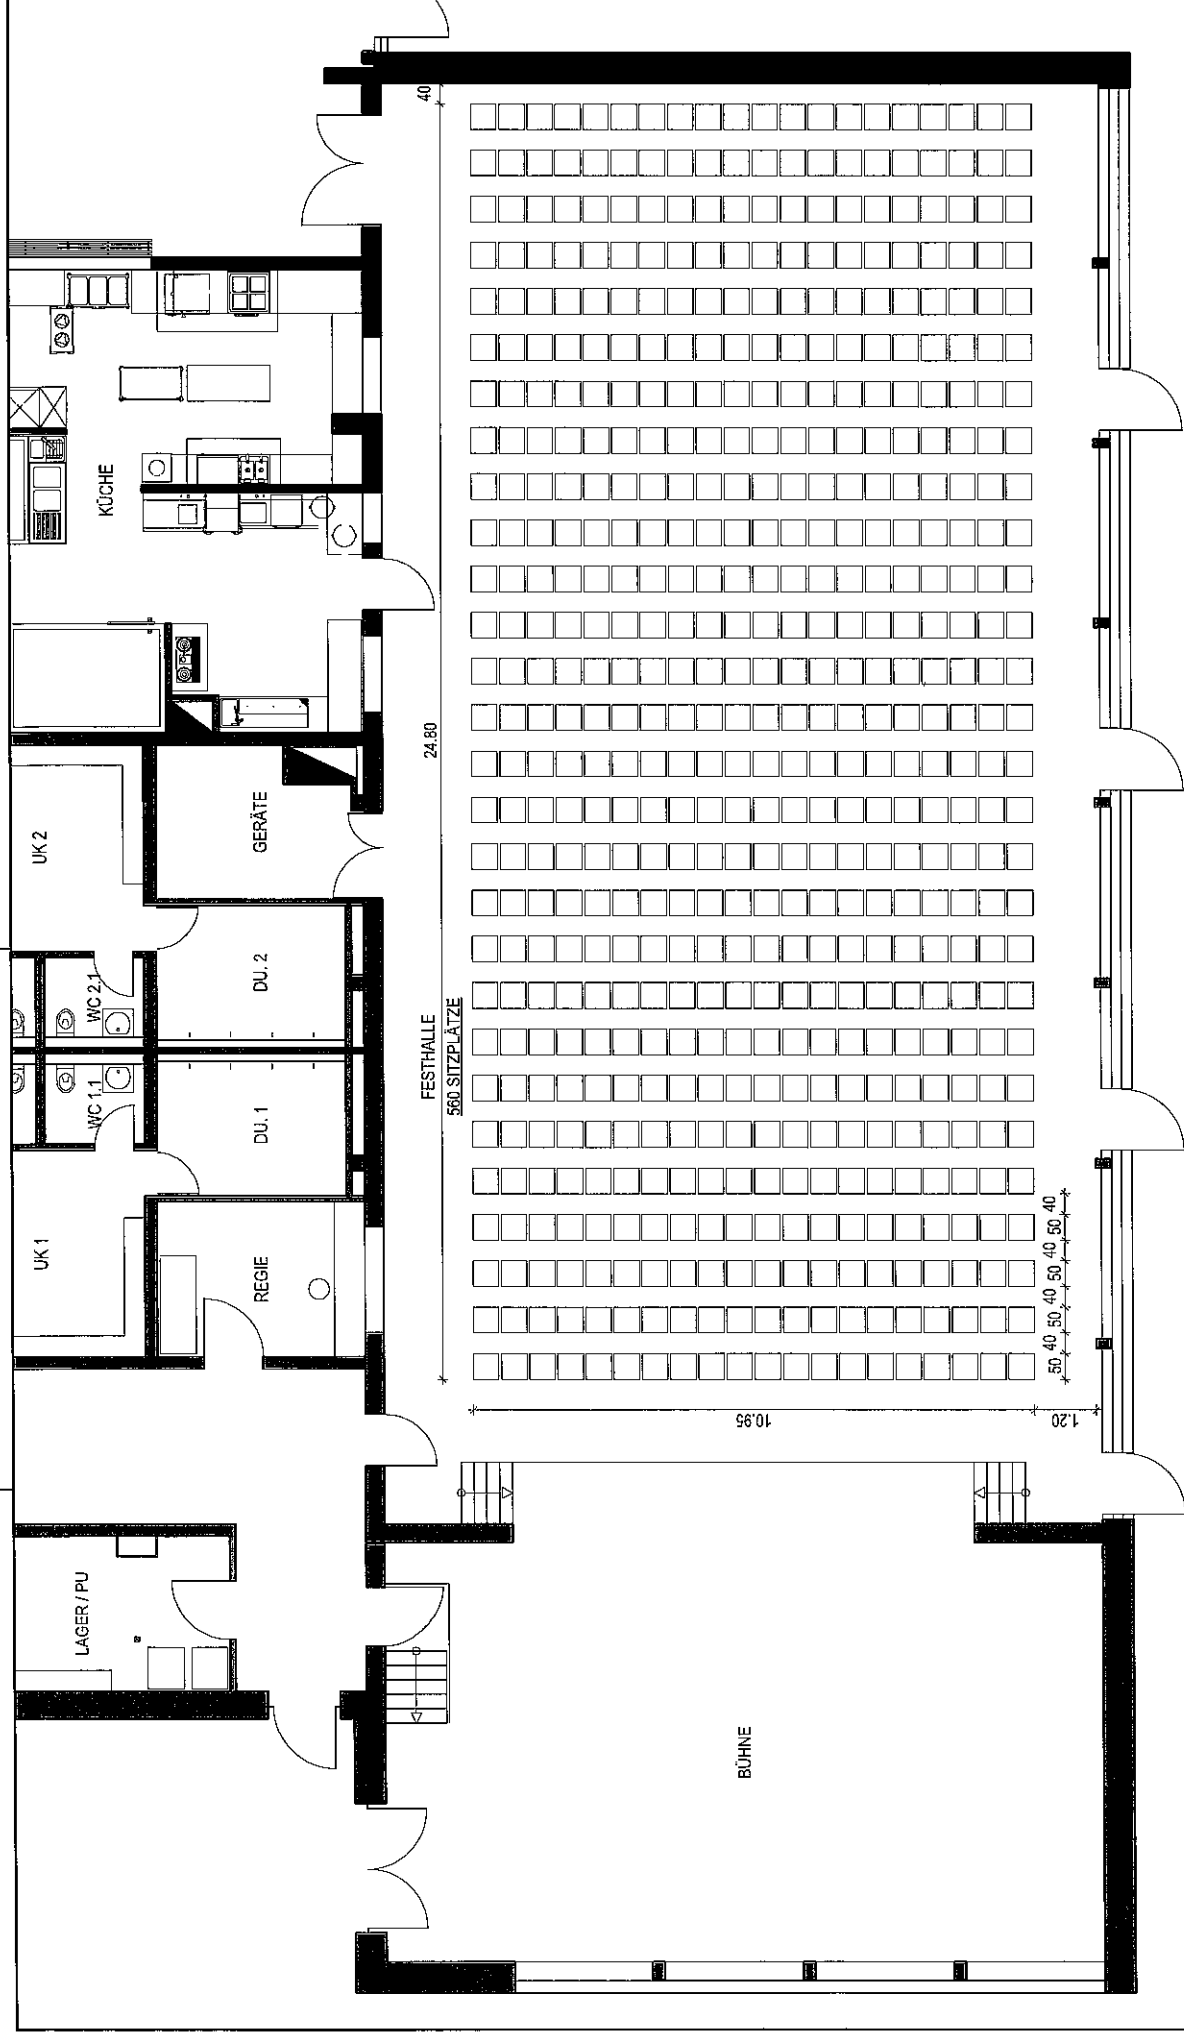 40
KÜCHE
24.80
UK 2
GERÄTE
WC 2.1
DU. 2
FESTHALLE
560 SITZPLÄTZE
WC 1.1
DU. 1
UK 1
REGIE
50 40 50 40 50 40 50 40
10.95
1.20
LAGER / PU
BÜHNE